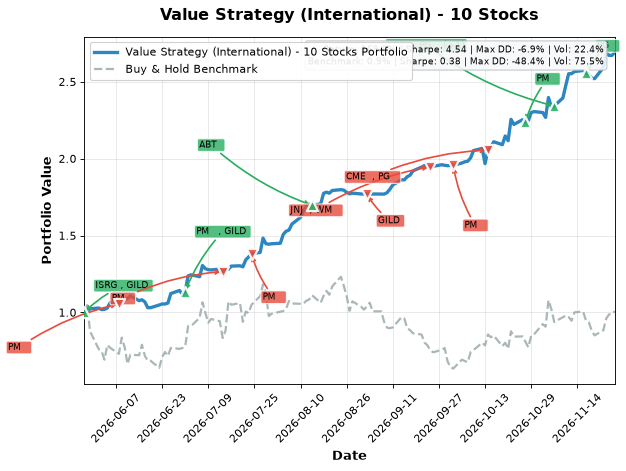 Value Strategy (International) - 10 Stocks
Value Strategy (International) - 10 Stocks Portfolio
Buy & Hold Benchmark
Sharpe: 4.54 | Max DD: -6.9% | Vol: 22.4%
Sharpe: 0.38 | Max DD: -48.4% | Vol: 75.5%
PM
ABT
CME , PG
JNJ , WM
GILD
PM , GILD
PM
ISRG , GILD
PM
PM
PM
Portfolio Value
2.5
2.0
1.5
1.0
2026-06-07
2026-06-23
2026-07-09
2026-07-25
2026-08-10
2026-08-26
2026-09-11
2026-09-27
2026-10-13
2026-10-29
2026-11-14
Date